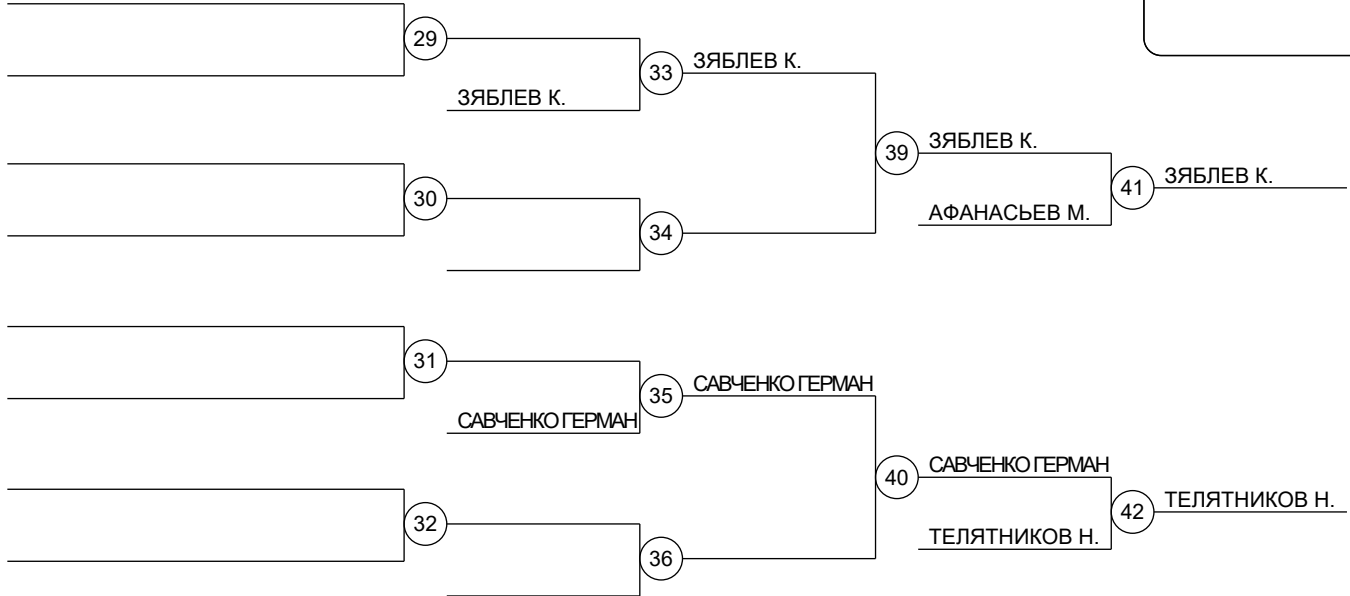 29
33
ЗЯБЛЕВ К.
ЗЯБЛЕВ К.
39
ЗЯБЛЕВ К.
41
ЗЯБЛЕВ К.
30
АФАНАСЬЕВ М.
34
31
35
САВЧЕНКО ГЕРМАН
САВЧЕНКО ГЕРМАН
40
САВЧЕНКО ГЕРМАН
42
ТЕЛЯТНИКОВ Н.
32
ТЕЛЯТНИКОВ Н.
36